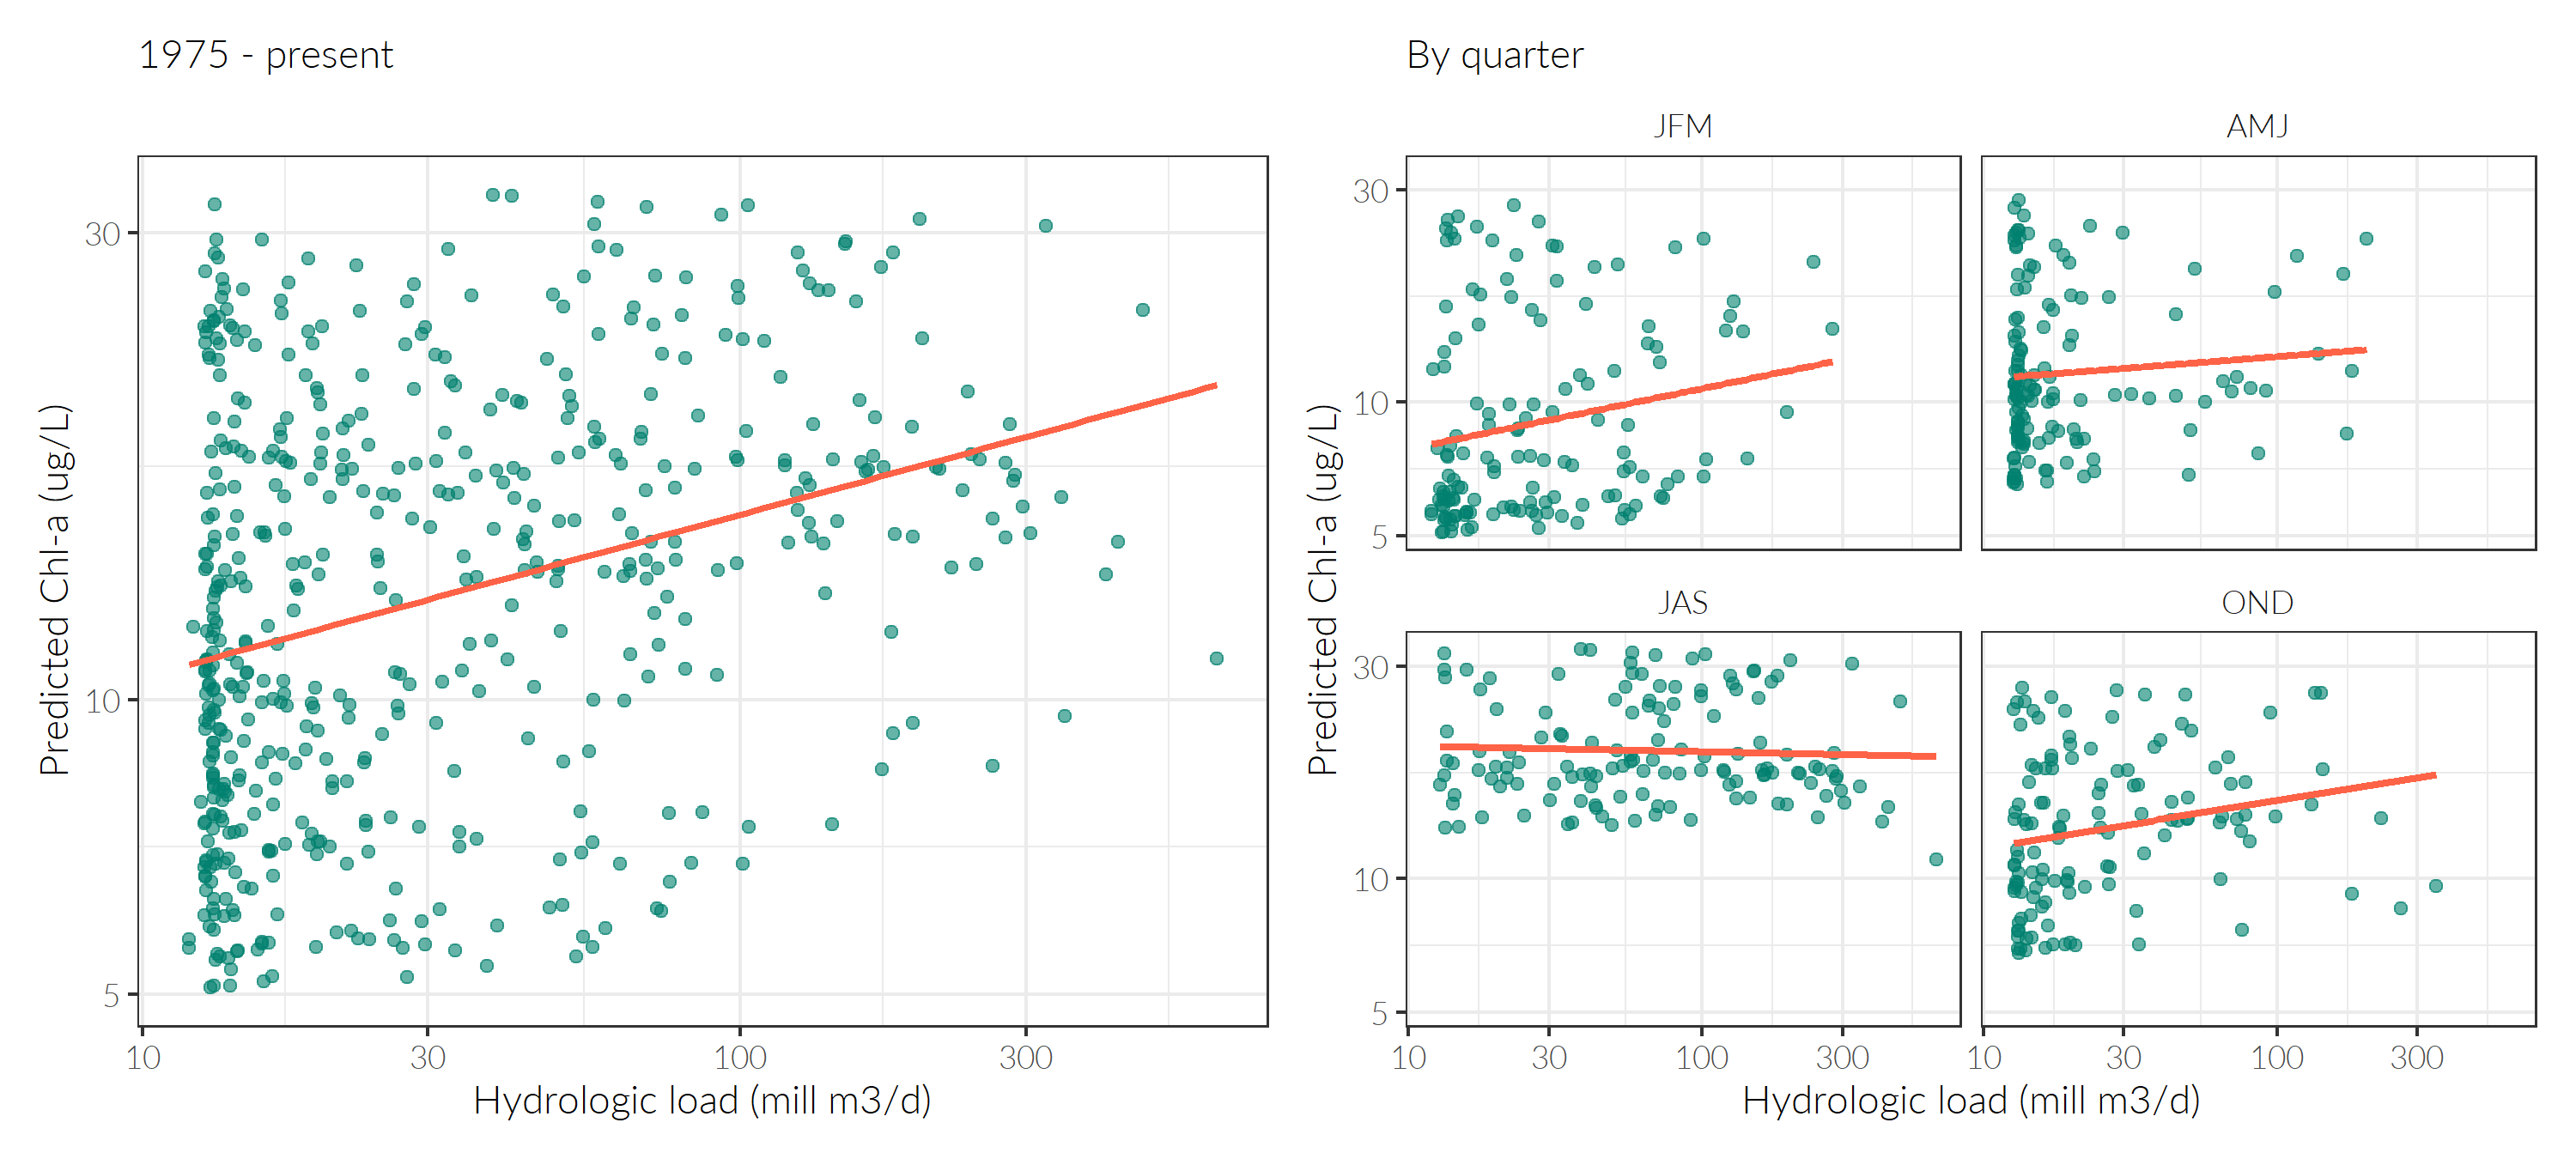 1975 - present
Predicted Chl-a (ug/L)
30
10
5
10 30 100 300
Hydrologic load (mill m3/d)
By quarter
Predicted Chl-a (ug/L)
JFM AMJ
30
10
5
JAS OND
30
10
5
10 30 100 300 10 30 100 300
Hydrologic load (mill m3/d)